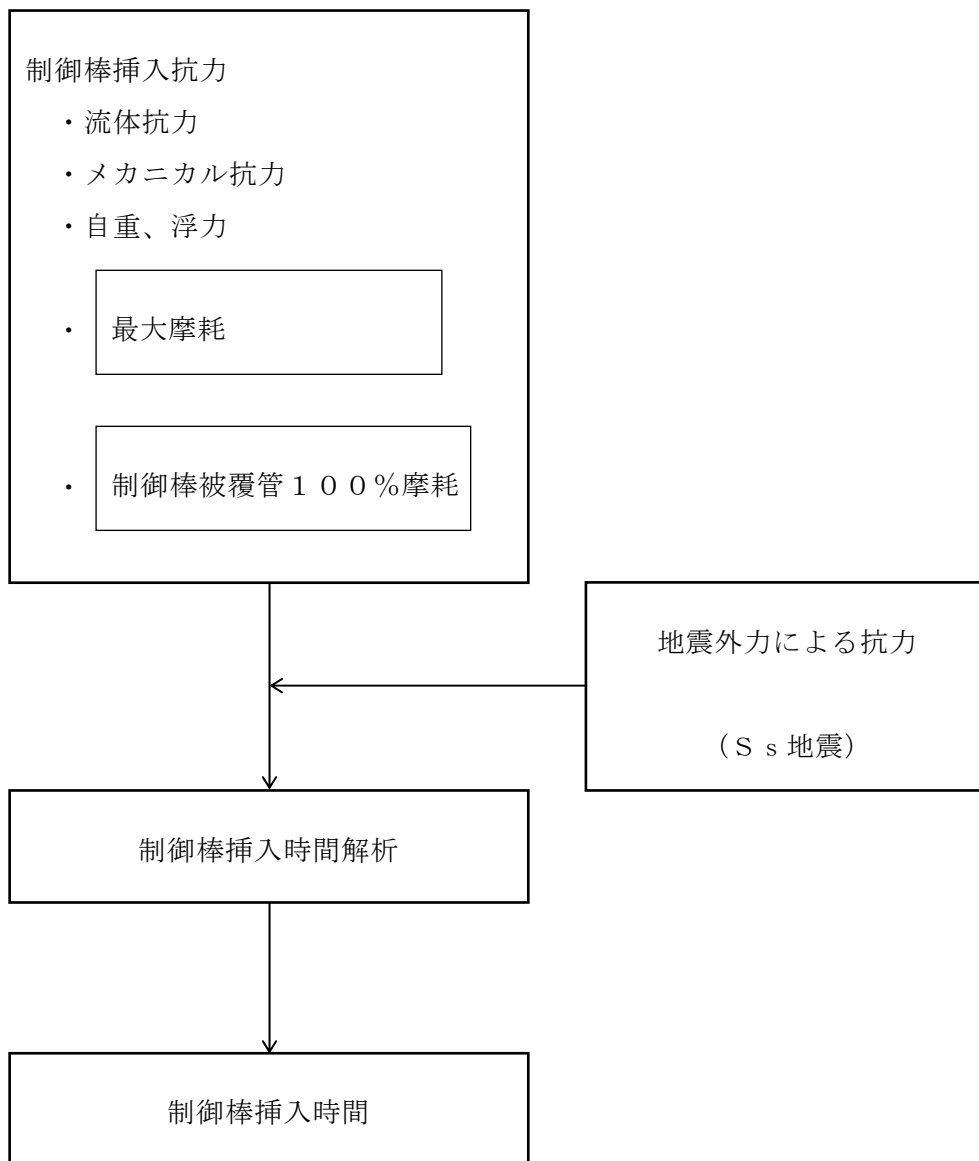 制御棒挿入抗力
・流体抗力
・メカニカル抗力
・自重、浮力
・ 最大摩耗
・ 制御棒被覆管１００％摩耗
地震外力による抗力
（Ｓｓ地震）
制御棒挿入時間解析
制御棒挿入時間